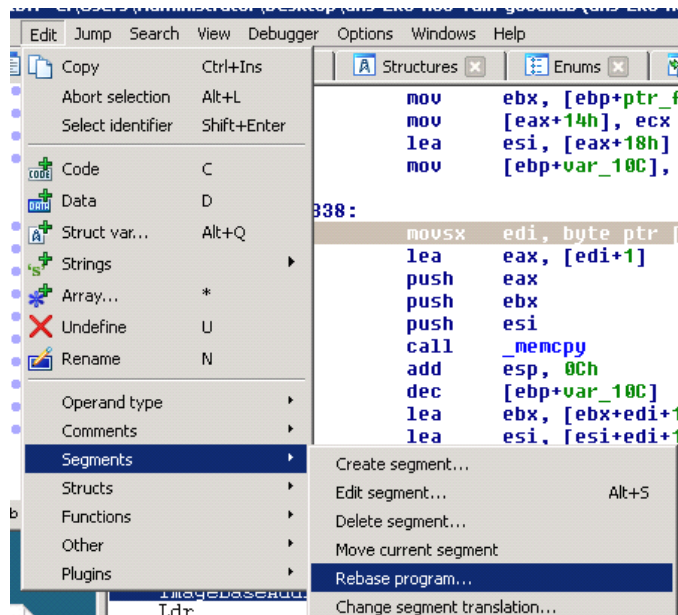 Edit Jump Search View Debugger Options Windows Help
Copy Ctrl+Ins
Abort selection Alt+L
Select identifier Shift+Enter
Code C
Data D
Struct var... Alt+Q
Strings
Array... *
Undefine U
Rename N
Operand type
Comments
Segments
Structs
Functions
Other
Plugins
Structures Enums
mov ebx, [ebp+ptr_f
mov [eax+14h], ecx
lea esi, [eax+18h]
mov [ebp+var_10C],
838:
movsx edi, byte ptr [
lea eax, [edi+1]
push eax
push ebx
push esi
call _memcpy
add esp, 0Ch
dec [ebp+var_10C]
lea ebx, [ebx+edi+1
lea esi, [esi+edi+1
Create segment...
Edit segment... Alt+S
Delete segment...
Move current segment
Rebase program...
Change segment translation...
ImageBaseAddr
Ldr